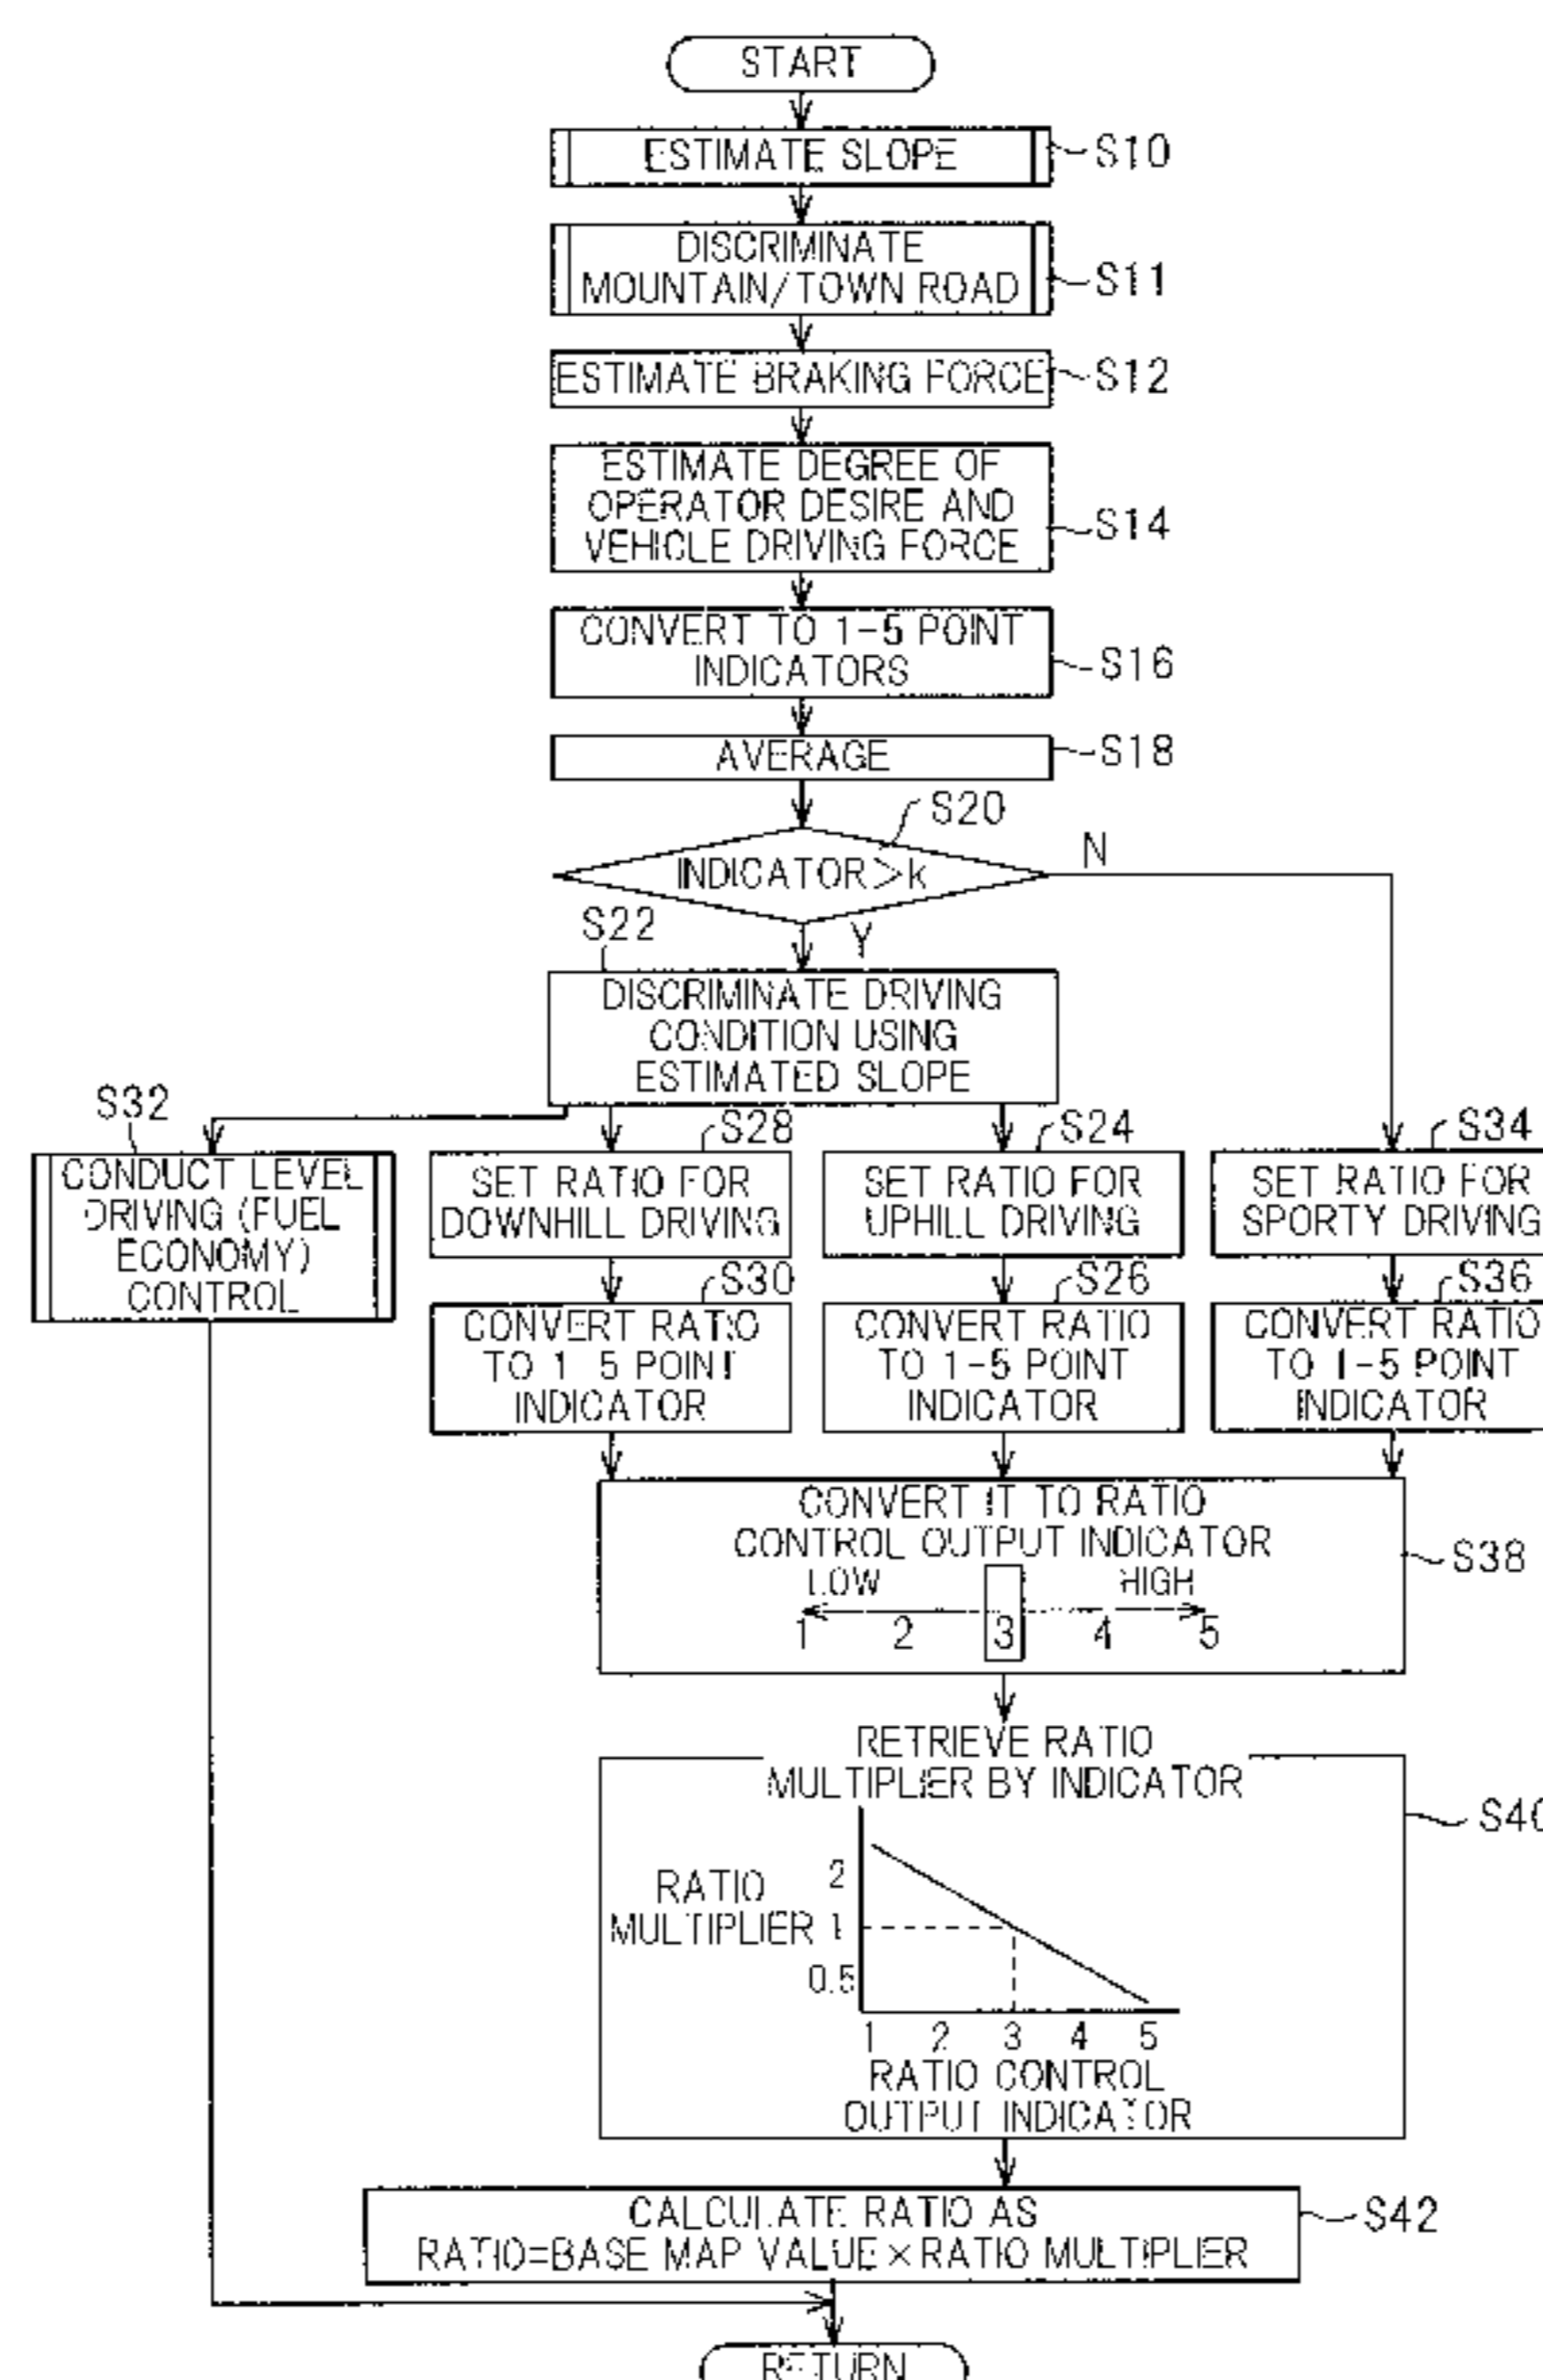 START
ESTIMATE SLOPE
S10
DISCRIMINATE
MOUNTAIN/TOWN ROAD
S11
ESTIMATE BRAKING FORCE
S12
ESTIMATE DEGREE OF
OPERATOR DESIRE AND
VEHICLE DRIVING FORCE
S14
CONVERT TO 1-5 POINT
INDICATORS
S16
AVERAGE
S18
S20
INDICATOR>k
N
Y
S22
DISCRIMINATE DRIVING
CONDITION USING
ESTIMATED SLOPE
S32
CONDUCT LEVEL
DRIVING (FUEL
ECONOMY)
CONTROL
S28
SET RATIO FOR
DOWNHILL DRIVING
S24
SET RATIO FOR
UPHILL DRIVING
S34
SET RATIO FOR
SPORTY DRIVING
S30
CONVERT RATIO
TO 1-5 POINT
INDICATOR
S26
CONVERT RATIO
TO 1-5 POINT
INDICATOR
S36
CONVERT RATIO
TO 1-5 POINT
INDICATOR
CONVERT IT TO RATIO
CONTROL OUTPUT INDICATOR
LOW HIGH
1 2 3 4 5
S38
RETRIEVE RATIO
MULTIPLIER BY INDICATOR
S40
2
RATIO
MULTIPLIER 1
0.5
1 2 3 4 5
RATIO CONTROL
OUTPUT INDICATOR
CALCULATE RATIO AS
RATIO=BASE MAP VALUE×RATIO MULTIPLIER
S42
RETURN